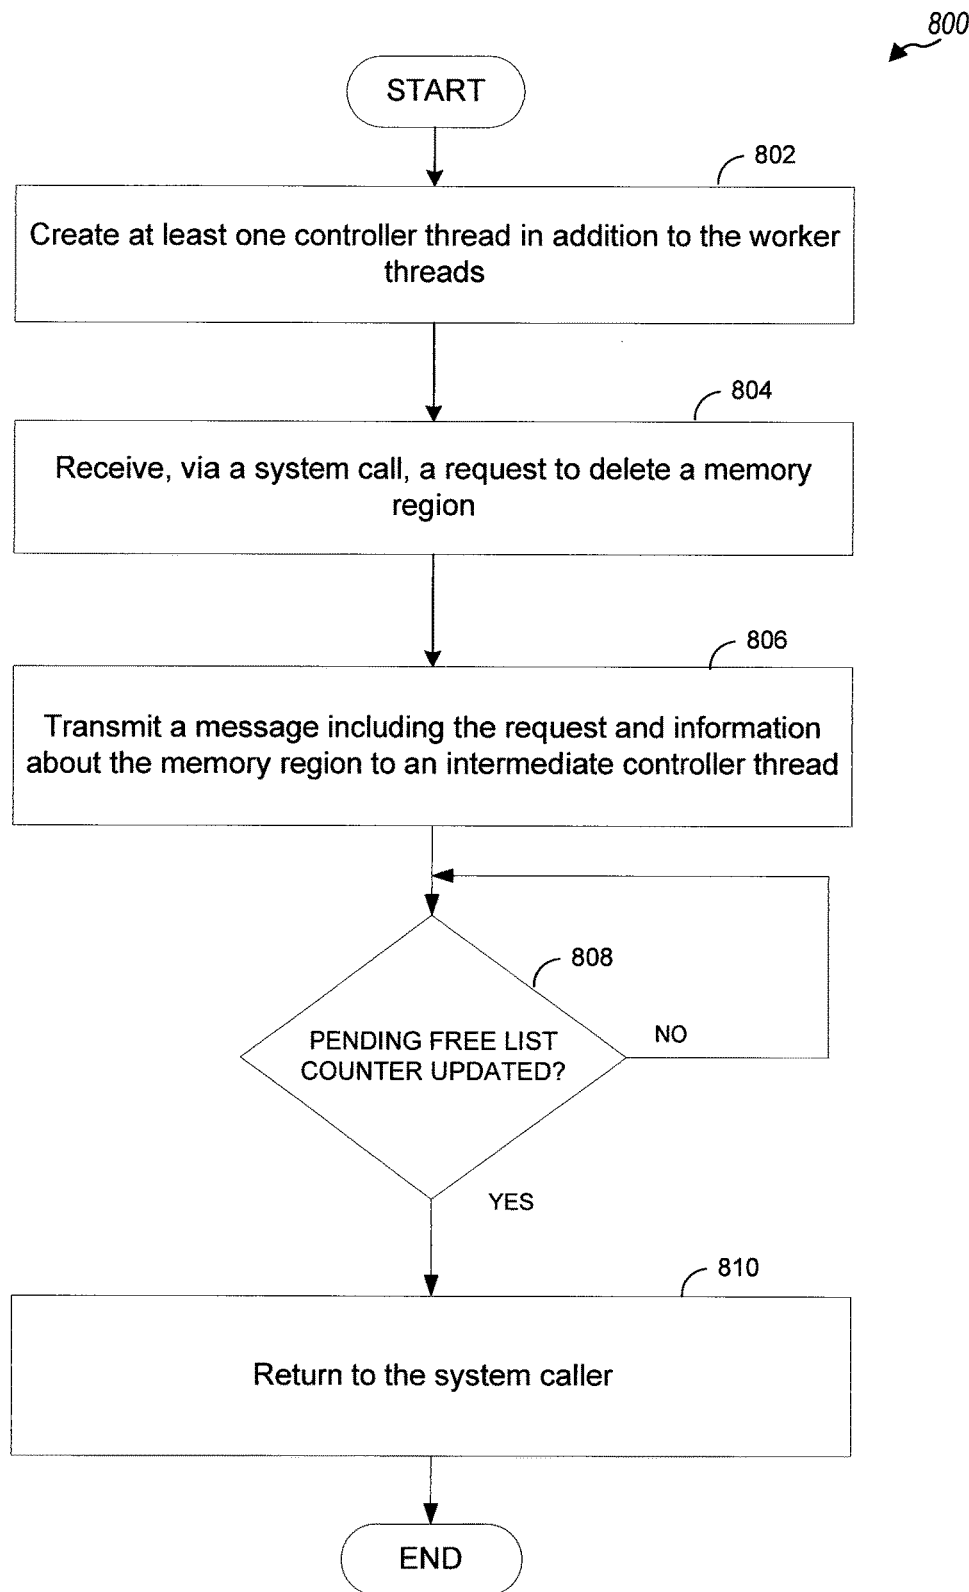 800
START
802
Create at least one controller thread in addition to the worker
threads
804
Receive, via a system call, a request to delete a memory
region
806
Transmit a message including the request and information
about the memory region to an intermediate controller thread
808
PENDING FREE LIST
COUNTER UPDATED?
NO
YES
810
Return to the system caller
END